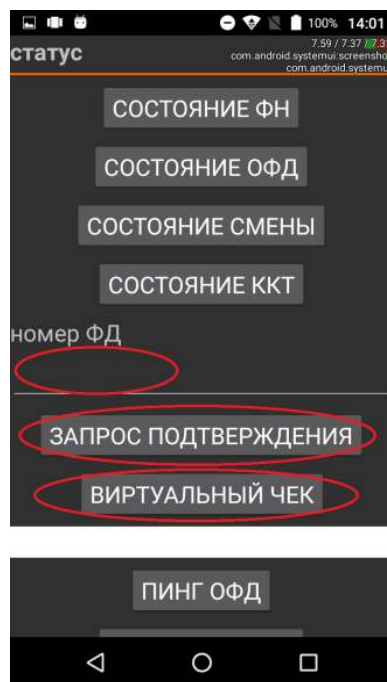 100% 14:01
статус
7.59 / 7.37
com.android.systemui:screensho
com.android.systemu
СОСТОЯНИЕ ФН
СОСТОЯНИЕ ОФД
СОСТОЯНИЕ СМЕНЫ
СОСТОЯНИЕ ККТ
номер ФД
ЗАПРОС ПОДТВЕРЖДЕНИЯ
ВИРТУАЛЬНЫЙ ЧЕК
ПИНГ ОФД